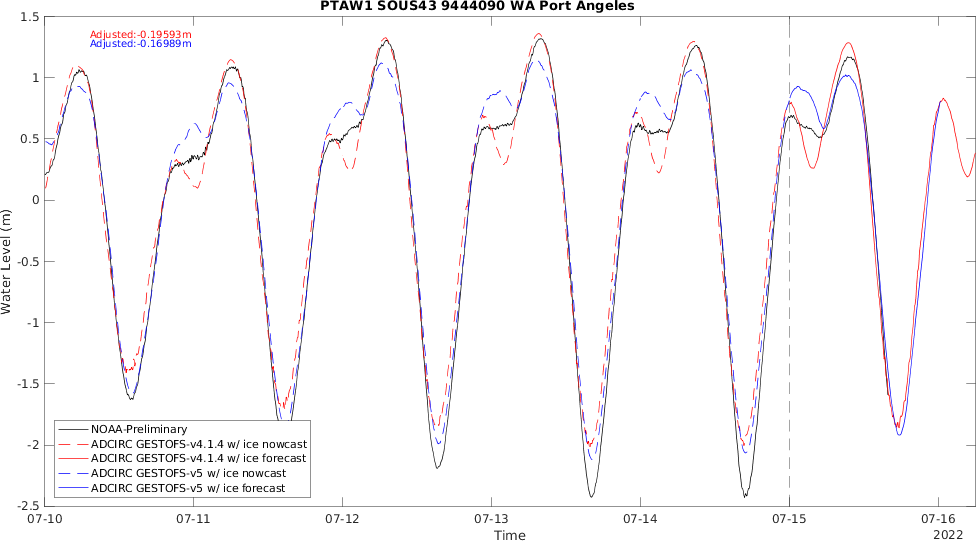 PTAW1 SOUS43 9444090 WA Port Angeles
Adjusted:-0.19593m
Adjusted:-0.16989m
1.5
1
0.5
0
-0.5
-1
-1.5
-2
-2.5
Water Level (m)
NOAA-Preliminary
ADCIRC GESTOFS-v4.1.4 w/ ice nowcast
ADCIRC GESTOFS-v4.1.4 w/ ice forecast
ADCIRC GESTOFS-v5 w/ ice nowcast
ADCIRC GESTOFS-v5 w/ ice forecast
07-10 07-11 07-12 07-13 07-14 07-15 07-16
Time
2022